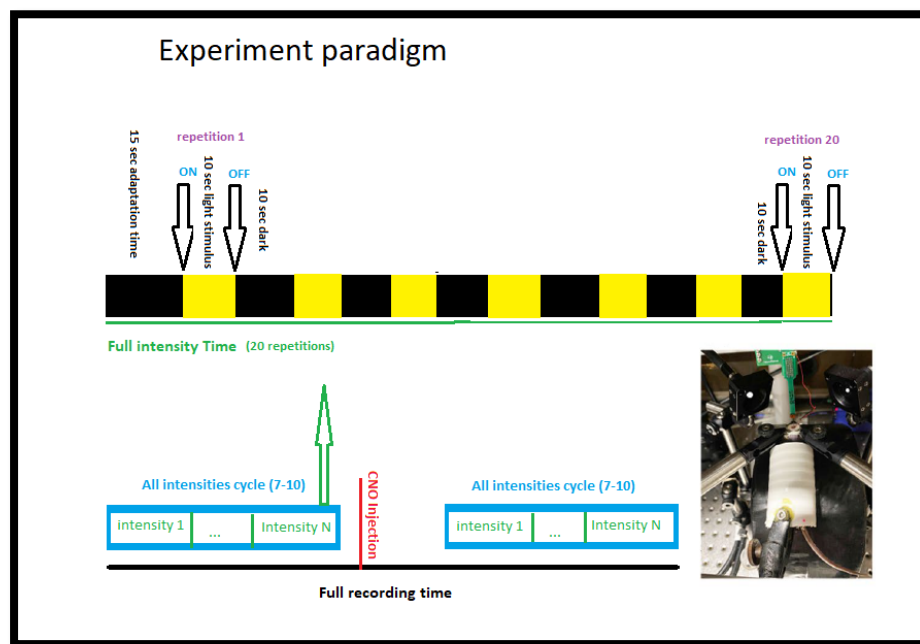 Experiment paradigm
repetition 1
repetition 20
15 sec adaptation time
ON
10 sec light stimulus
OFF
10 sec dark
10 sec dark
ON
10 sec light stimulus
OFF
Full intensity Time (20 repetitions)
All intensities cycle (7-10)
intensity 1
...
Intensity N
CNO Injection
All intensities cycle (7-10)
intensity 1
...
Intensity N
Full recording time